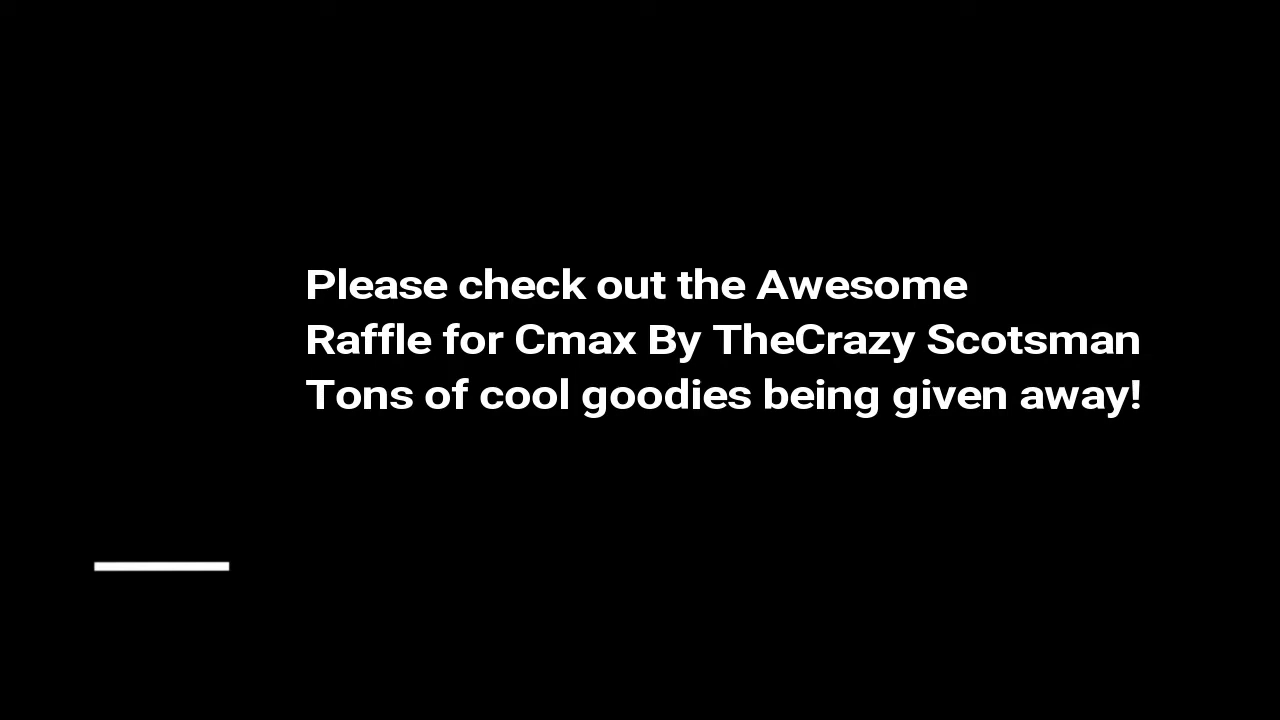 Please check out the Awesome
Raffle for Cmax By TheCrazy Scotsman
Tons of cool goodies being given away!